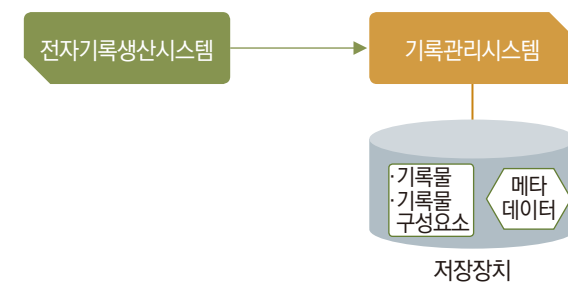 전자기록생산시스템
기록관리시스템
·기록물
·기록물
구성요소
메타
데이터
저장장치